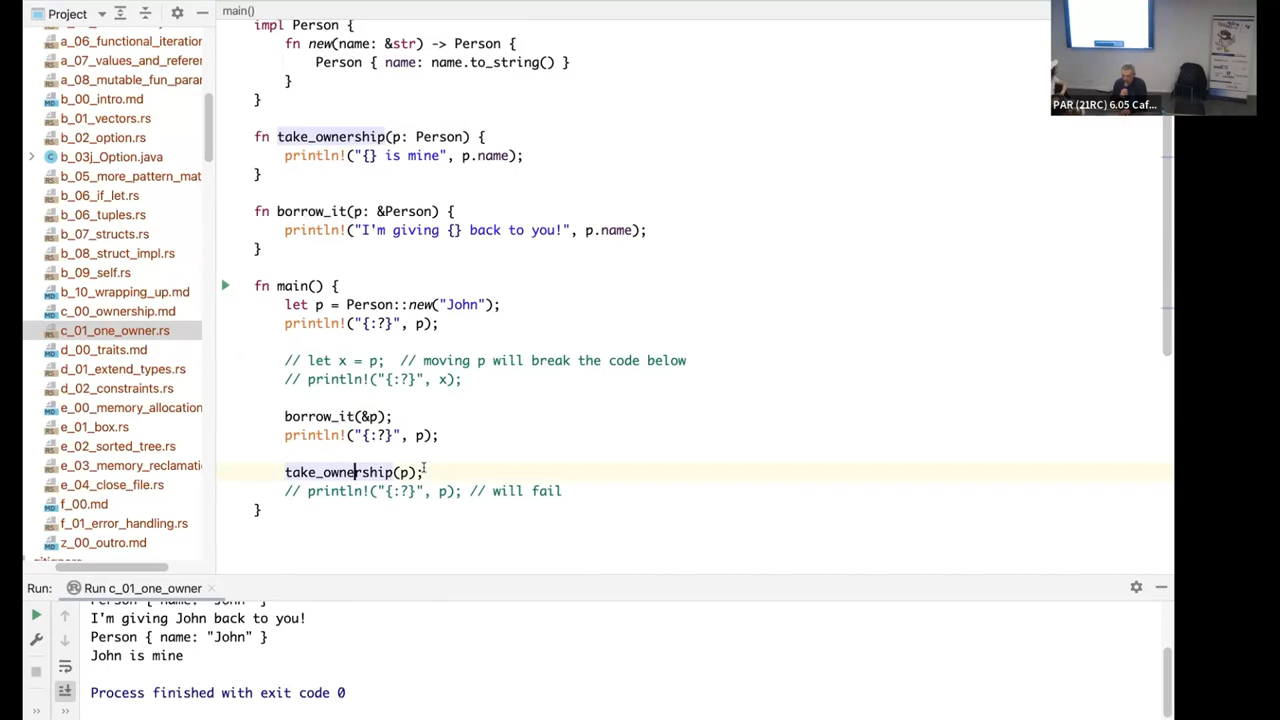 Project
a_06_functional_iteration
a_07_values_and_refere
a_08_mutable_fun_para
b_00_intro.md
b_01_vectors.rs
b_02_option.rs
b_03j_Option.java
b_05_more_pattern_mat
b_06_if_let.rs
b_06_tuples.rs
b_07_structs.rs
b_08_struct_impl.rs
b_09_self.rs
b_10_wrapping_up.md
c_00_ownership.md
c_01_one_owner.rs
d_00_traits.md
d_01_extend_types.rs
d_02_constraints.rs
e_00_memory_allocation
e_01_box.rs
e_02_sorted_tree.rs
e_03_memory_reclamati
e_04_close_file.rs
f_00.md
f_01_error_handling.rs
z_00_outro.md
main()
impl Person {
fn new(name: &str) -> Person {
Person { name: name.to_string() }
}
}
fn take_ownership(p: Person) {
println!("{} is mine", p.name);
}
fn borrow_it(p: &Person) {
println!("I'm giving {} back to you!", p.name);
}
fn main() {
let p = Person::new("John");
println!("{:?}", p);
// let x = p;  // moving p will break the code below
// println!("{:?}", x);
borrow_it(&p);
println!("{:?}", p);
take_ownership(p);
// println!("{:?}", p); // will fail
}
PAR (21RC) 6.05 Caf...
Run: Run c_01_one_owner
Person { name: "John" }
I'm giving John back to you!
Person { name: "John" }
John is mine
Process finished with exit code 0